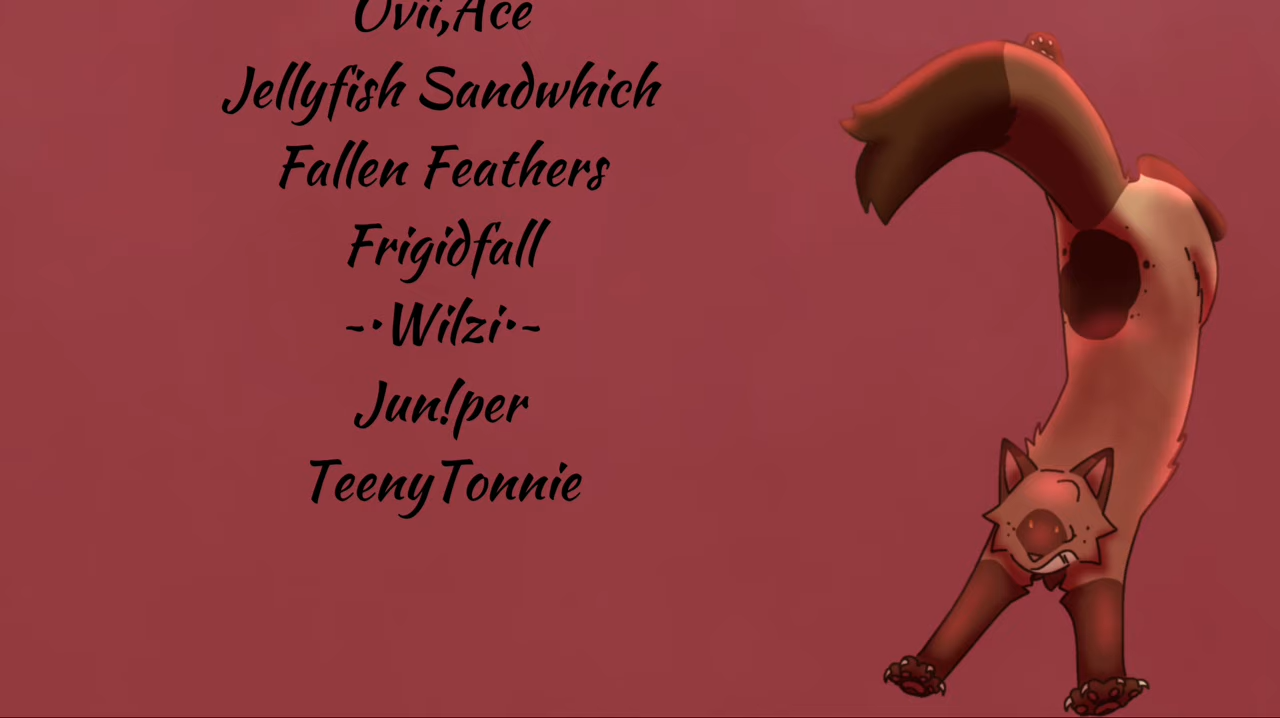 Ovii,Ace
Jellyfish Sandwhich
Fallen Feathers
Frigidfall
-·Wilzi·-
Jun!per
TeenyTonnie